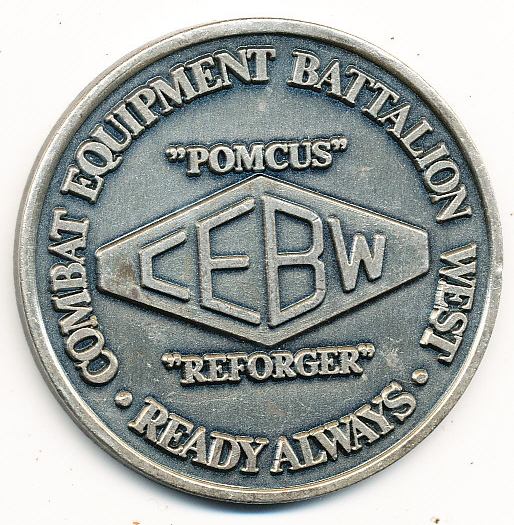 COMBAT EQUIPMENT BATTALION WEST
"POMCUS"
CEBW
"REFORGER"
• READY ALWAYS •